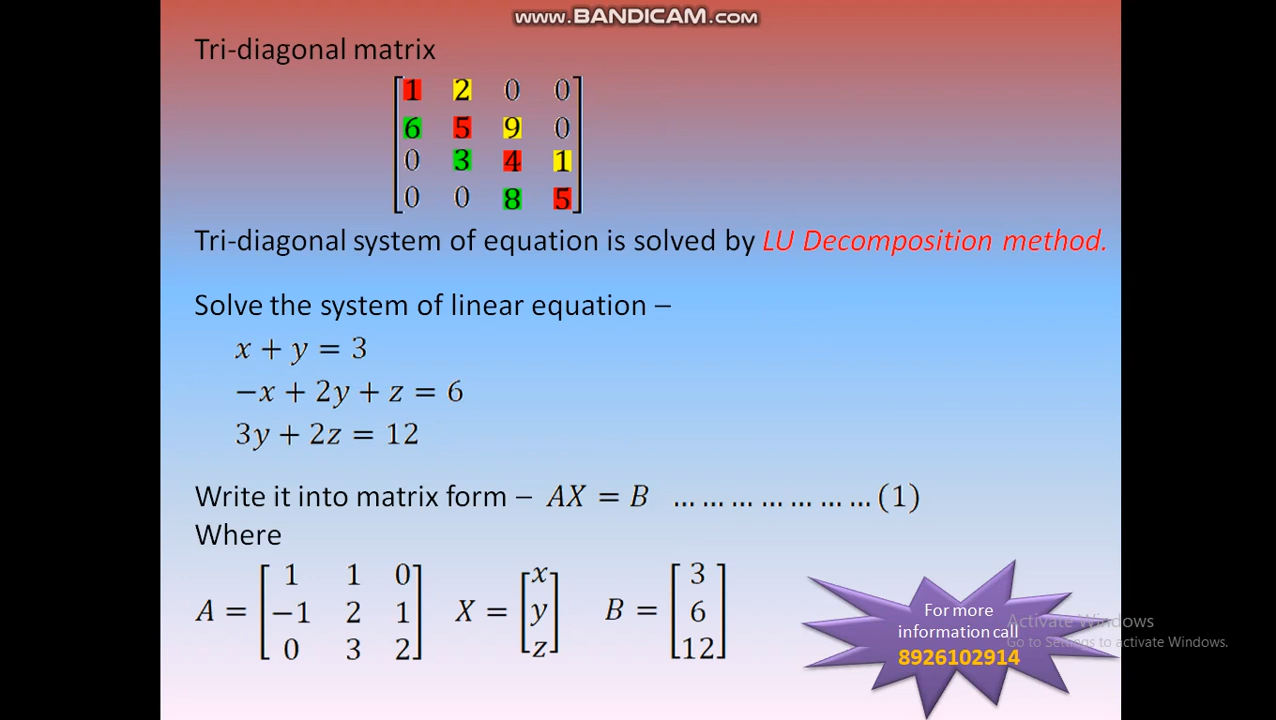 www.BANDICAM.com
Tri-diagonal matrix
1 2 0 0
6 5 9 0
0 3 4 1
0 0 8 5
Tri-diagonal system of equation is solved by LU Decomposition method.
Solve the system of linear equation –
x + y = 3
−x + 2y + z = 6
3y + 2z = 12
Write it into matrix form – AX = B … … … … … … … (1)
Where
A = [1 1 0; −1 2 1; 0 3 2] X = [x; y; z] B = [3; 6; 12]
For more
information call
8926102914
Activate Windows
Go to Settings to activate Windows.